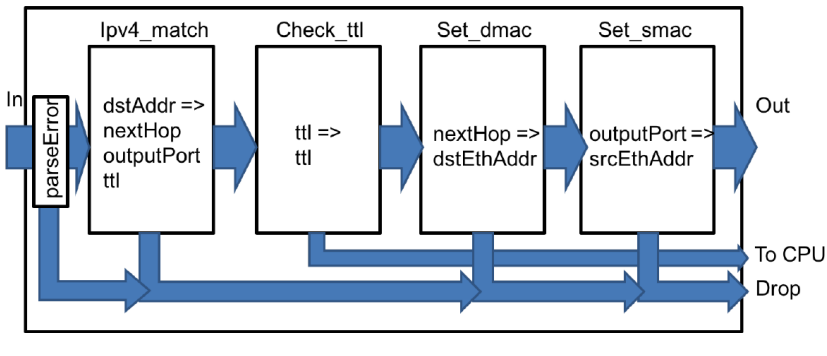 Ipv4_match
Check_ttl
Set_dmac
Set_smac
In
parseError
dstAddr =>
nextHop
outputPort
ttl
ttl =>
ttl
nextHop =>
dstEthAddr
outputPort =>
srcEthAddr
Out
To CPU
Drop